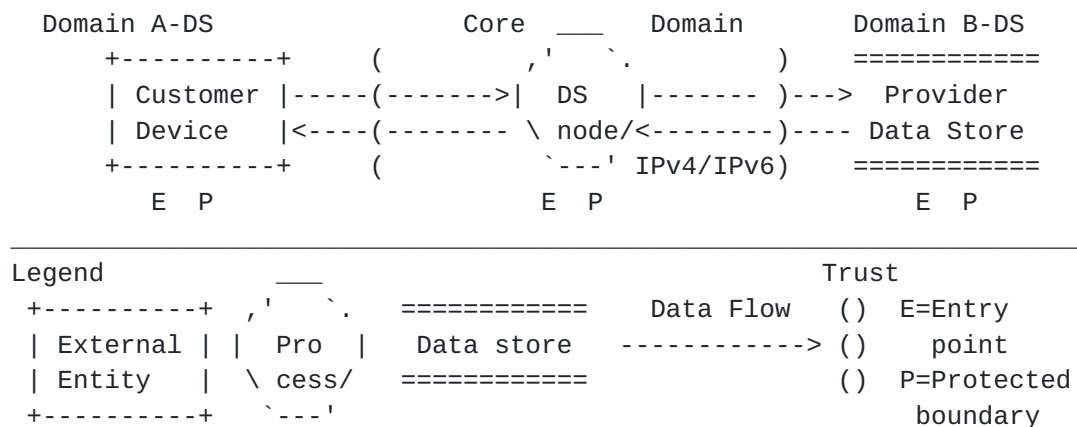 Domain A-DS Core ___ Domain Domain B-DS
+----------+ ( ,' `. ) ============
| Customer |-----(------->| DS |------- )---> Provider
| Device |<----(-------- \ node/<--------)---- Data Store
+----------+ ( `---' IPv4/IPv6) ============
E P E P E P
Legend ___ Trust
+----------+ ,' `. ============ Data Flow () E=Entry
| External | | Pro | Data store ------------> () point
| Entity | \ cess/ ============ () P=Protected
+----------+ `---' boundary